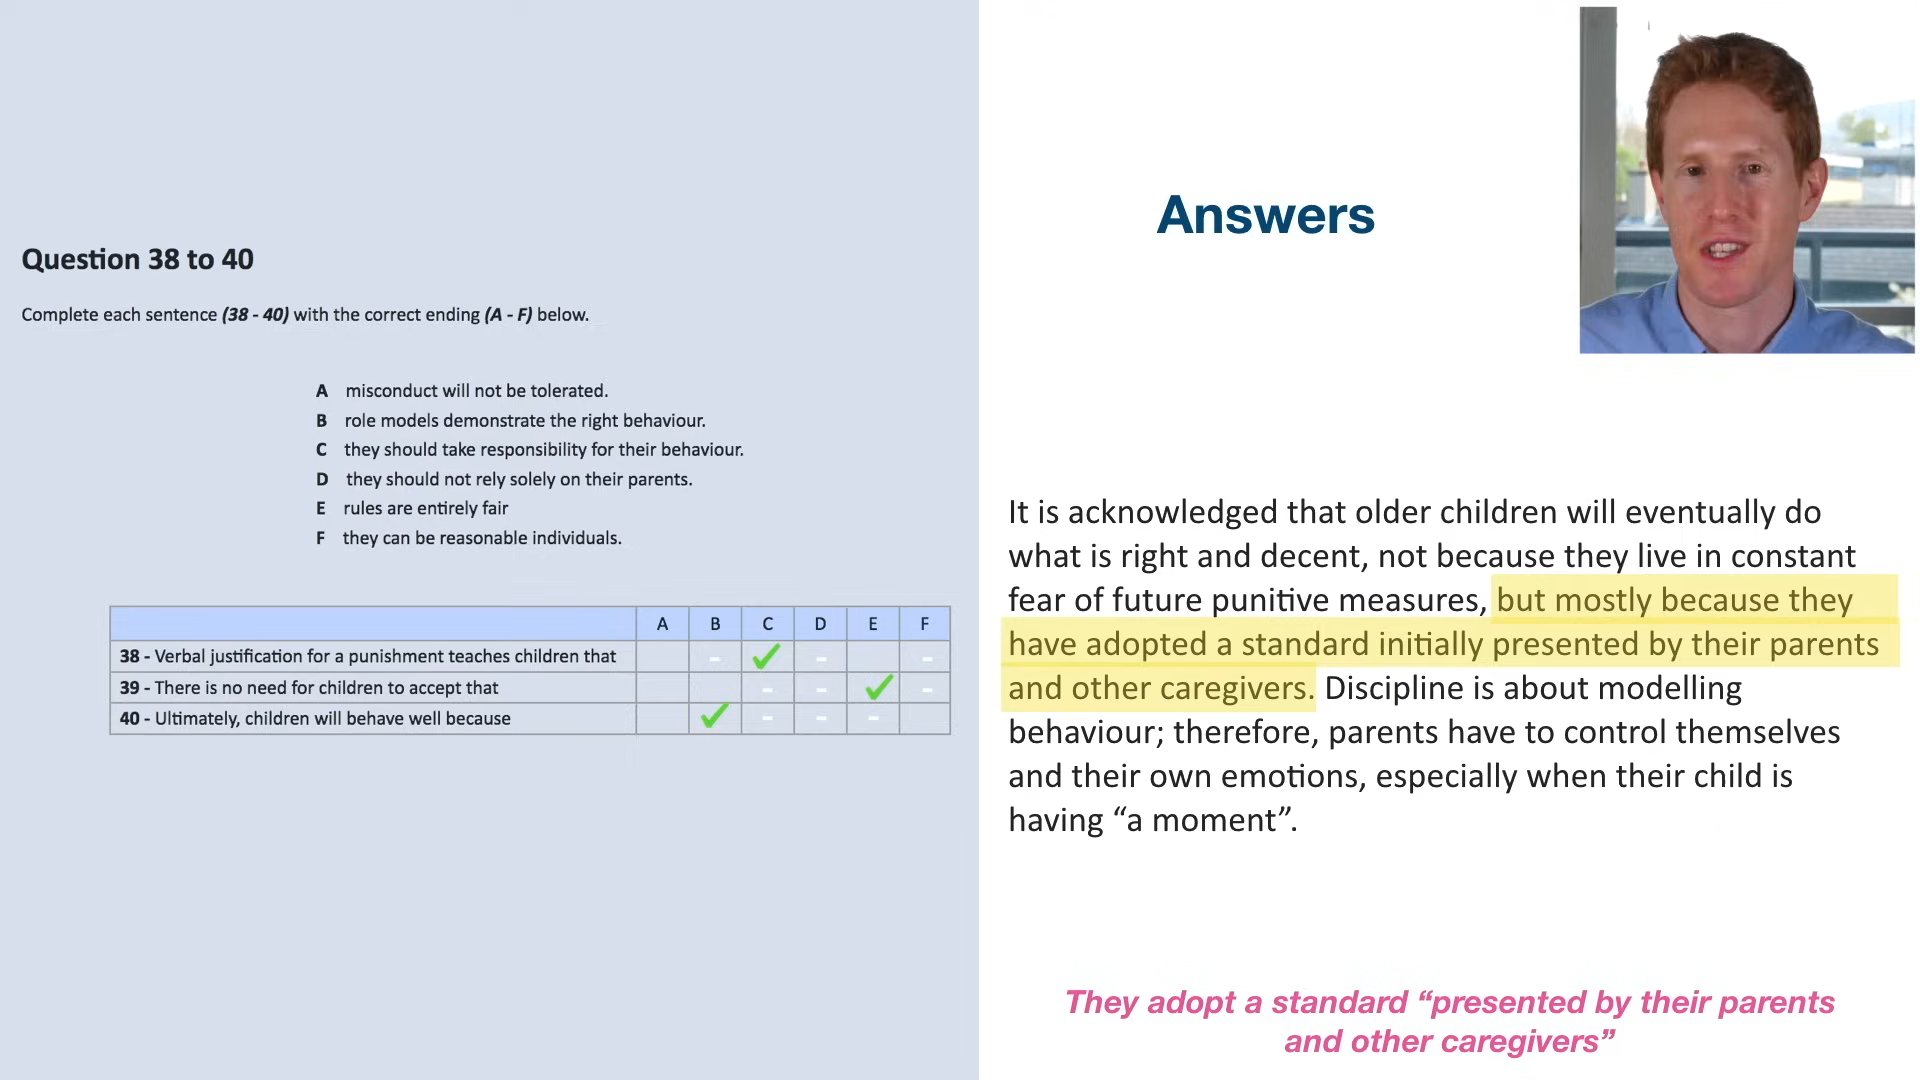 Question 38 to 40
Complete each sentence (38 - 40) with the correct ending (A - F) below.
A misconduct will not be tolerated.
B role models demonstrate the right behaviour.
C they should take responsibility for their behaviour.
D they should not rely solely on their parents.
E rules are entirely fair
F they can be reasonable individuals.
A B C D E F
38 - Verbal justification for a punishment teaches children that - ✓ - -
39 - There is no need for children to accept that - - ✓ -
40 - Ultimately, children will behave well because ✓ - - -
Answers
It is acknowledged that older children will eventually do
what is right and decent, not because they live in constant
fear of future punitive measures, but mostly because they
have adopted a standard initially presented by their parents
and other caregivers. Discipline is about modelling
behaviour; therefore, parents have to control themselves
and their own emotions, especially when their child is
having “a moment”.
They adopt a standard “presented by their parents
and other caregivers”